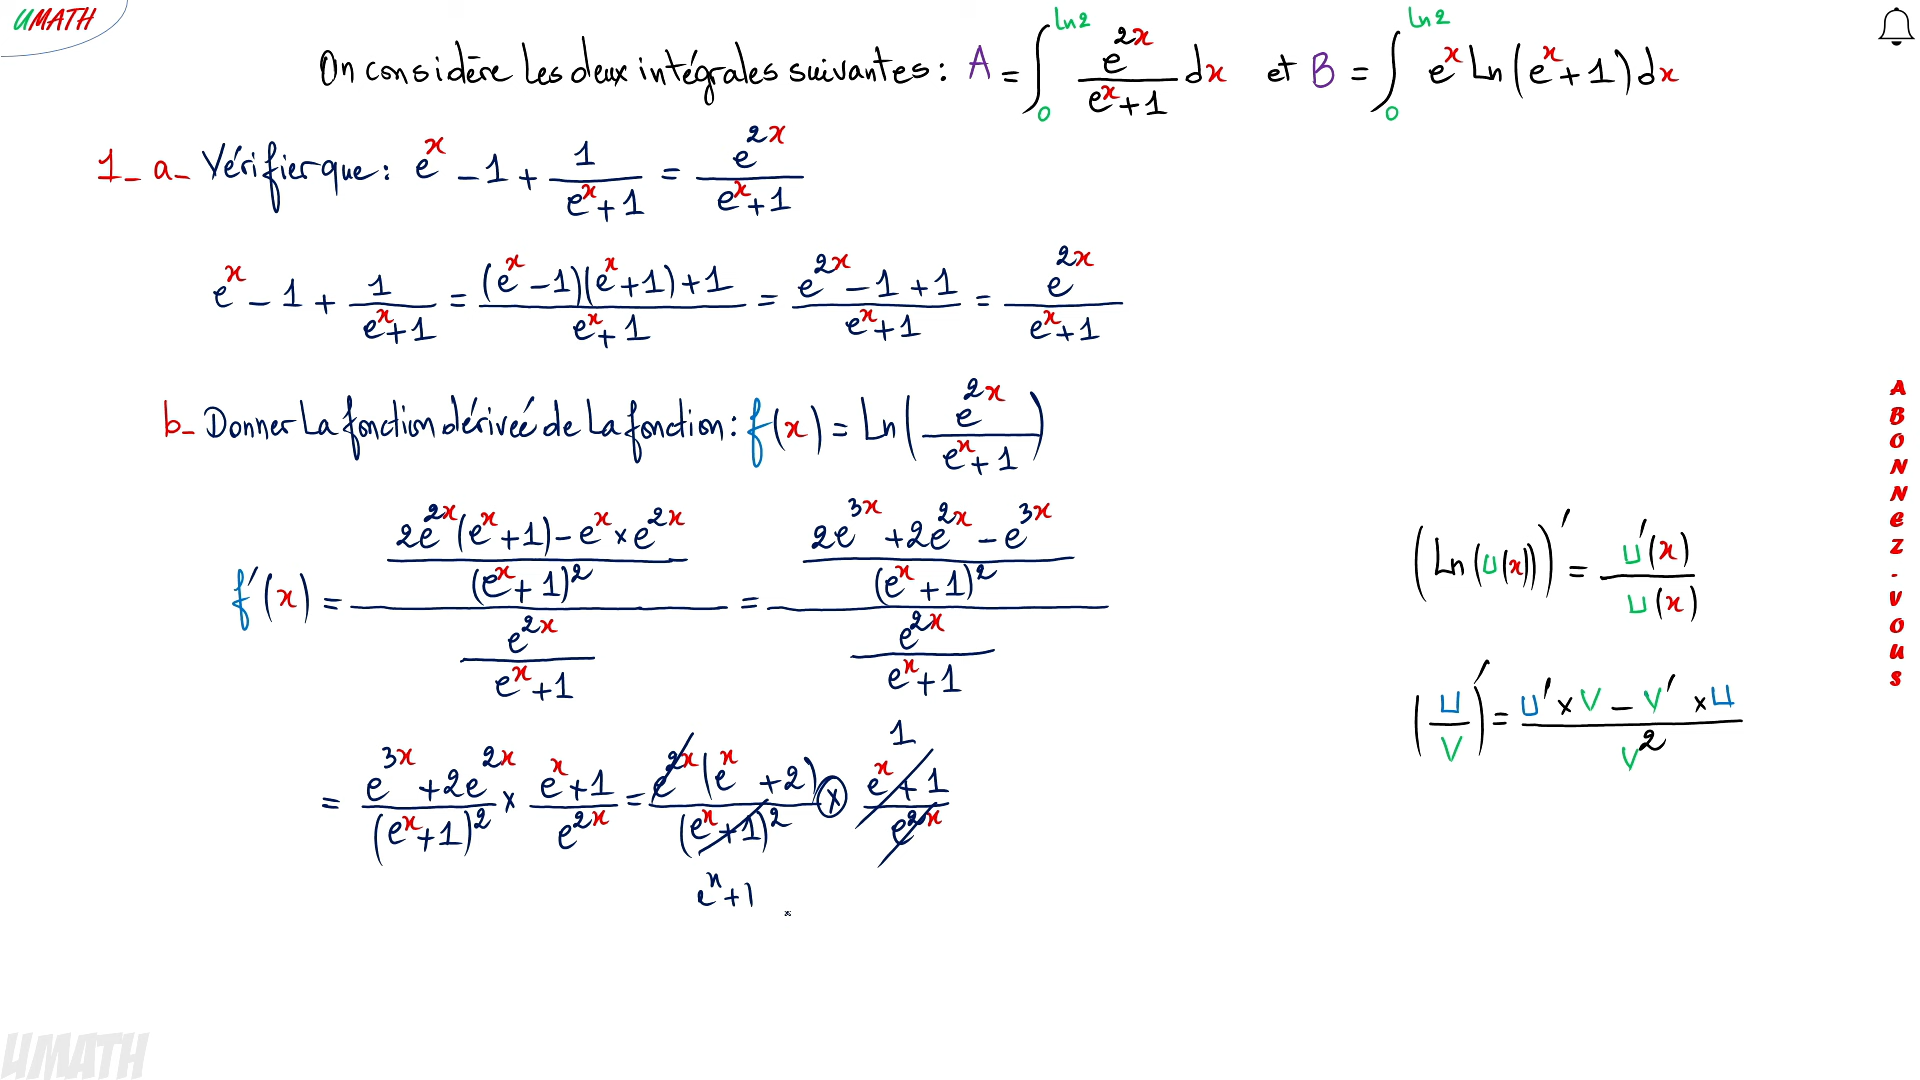 UMATH
On considère les deux intégrales suivantes : A = ∫₀^{ln2} e^{2x}/(e^x+1) dx et B = ∫₀^{ln2} e^x ln(e^x+1)dx
1_ a_ Vérifier que : e^x - 1 + 1/(e^x+1) = e^{2x}/(e^x+1)
e^x - 1 + 1/(e^x+1) = ((e^x-1)(e^x+1)+1)/(e^x+1) = (e^{2x}-1+1)/(e^x+1) = e^{2x}/(e^x+1)
b_ Donner la fonction dérivée de la fonction : f(x) = ln(e^{2x}/(e^x+1))
f'(x) = ((2e^{2x}(e^x+1)-e^x×e^{2x})/(e^x+1)^2)/(e^{2x}/(e^x+1)) = ((2e^{3x}+2e^{2x}-e^{3x})/(e^x+1)^2)/(e^{2x}/(e^x+1))
= (e^{3x}+2e^{2x})/(e^x+1)^2 × (e^x+1)/e^{2x} = (e^{2x}(e^x+2))/(e^x+1)^2 × (e^x+1)/e^{2x}
1
e^x+1
(ln(u(x)))' = u'(x)/u(x)
(u/v)' = (u'×v - v'×u)/v^2
ABONNEZ.VOUS
UMATH